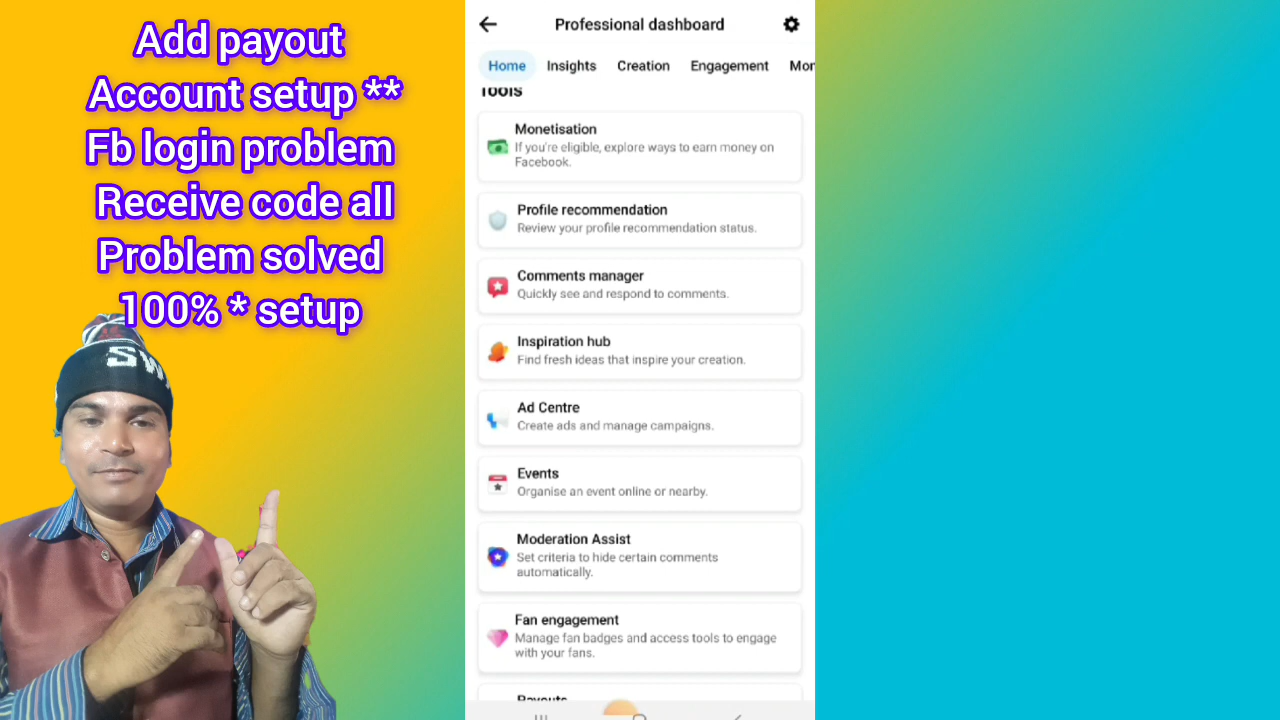 Add payout
Account setup **
Fb login problem
Receive code all
Problem solved
100% * setup
SW
Professional dashboard
Home Insights Creation Engagement Mon
Tools
Monetisation
If you're eligible, explore ways to earn money on
Facebook.
Profile recommendation
Review your profile recommendation status.
Comments manager
Quickly see and respond to comments.
Inspiration hub
Find fresh ideas that inspire your creation.
Ad Centre
Create ads and manage campaigns.
Events
Organise an event online or nearby.
Moderation Assist
Set criteria to hide certain comments
automatically.
Fan engagement
Manage fan badges and access tools to engage
with your fans.
Payouts